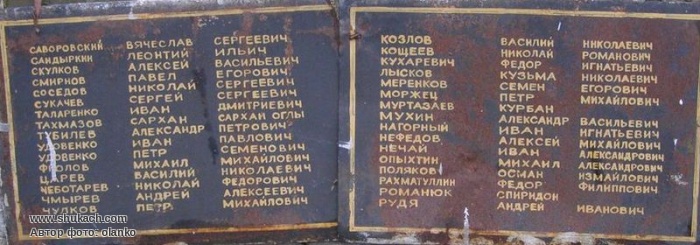 САВОРОВСКИЙ ВЯЧЕСЛАВ СЕРГЕЕВИЧ
САНДЫРКИН ЛЕОНТИЙ ИЛЬИЧ
СКУЛКОВ АЛЕКСЕЙ ВАСИЛЬЕВИЧ
СМИРНОВ ПАВЕЛ ЕГОРОВИЧ
СОСЕДОВ НИКОЛАЙ СЕРГЕЕВИЧ
СУКАЧЕВ СЕРГЕЙ СЕРГЕЕВИЧ
ТАЛАРЕНКО ИВАН ДМИТРИЕВИЧ
ТАХМАЗОВ САРХАН САРХАН ОГЛЫ
ТУБИЛЕВ АЛЕКСАНДР ПЕТРОВИЧ
УДОВЕНКО ИВАН ПАВЛОВИЧ
УДОВЕНКО ПЕТР СЕМЕНОВИЧ
ФРОЛОВ МИХАИЛ МИХАЙЛОВИЧ
ЦАРЕВ ВАСИЛИЙ НИКОЛАЕВИЧ
ЧЕБОТАРЕВ НИКОЛАЙ ФЕДОРОВИЧ
ЧМЫРЕВ АНДРЕЙ АЛЕКСЕЕВИЧ
ЧУЛКОВ ПЕТР МИХАЙЛОВИЧ
КОЗЛОВ ВАСИЛИЙ НИКОЛАЕВИЧ
КОЩЕЕВ НИКОЛАЙ РОМАНОВИЧ
КУХАРЕВИЧ ФЕДОР ИГНАТЬЕВИЧ
ЛЫСКОВ КУЗЬМА НИКОЛАЕВИЧ
МЕРЕНКОВ СЕМЕН ЕГОРОВИЧ
МОРЖЕЦ ПЕТР МИХАЙЛОВИЧ
МУРТАЗЛАЕВ КУРБАН
МУХИН АЛЕКСАНДР ВАСИЛЬЕВИЧ
НАГОРНЫЙ ИВАН ИГНАТЬЕВИЧ
НЕФЕДОВ АЛЕКСЕЙ МИХАЙЛОВИЧ
НЕЧАЙ ИВАН АЛЕКСАНДРОВИЧ
ОПЫХТИН МИХАИЛ АЛЕКСАНДРОВИЧ
ПОЛЯКОВ ОСМАН ИЗМАЙЛОВИЧ
РАХМАТУЛЛИН ФЕДОР ФИЛИППОВИЧ
РОМАНЮК СПИРИДОН
РУДЯ АНДРЕЙ ИВАНОВИЧ
www.shukach.com
Автор фото: olanko